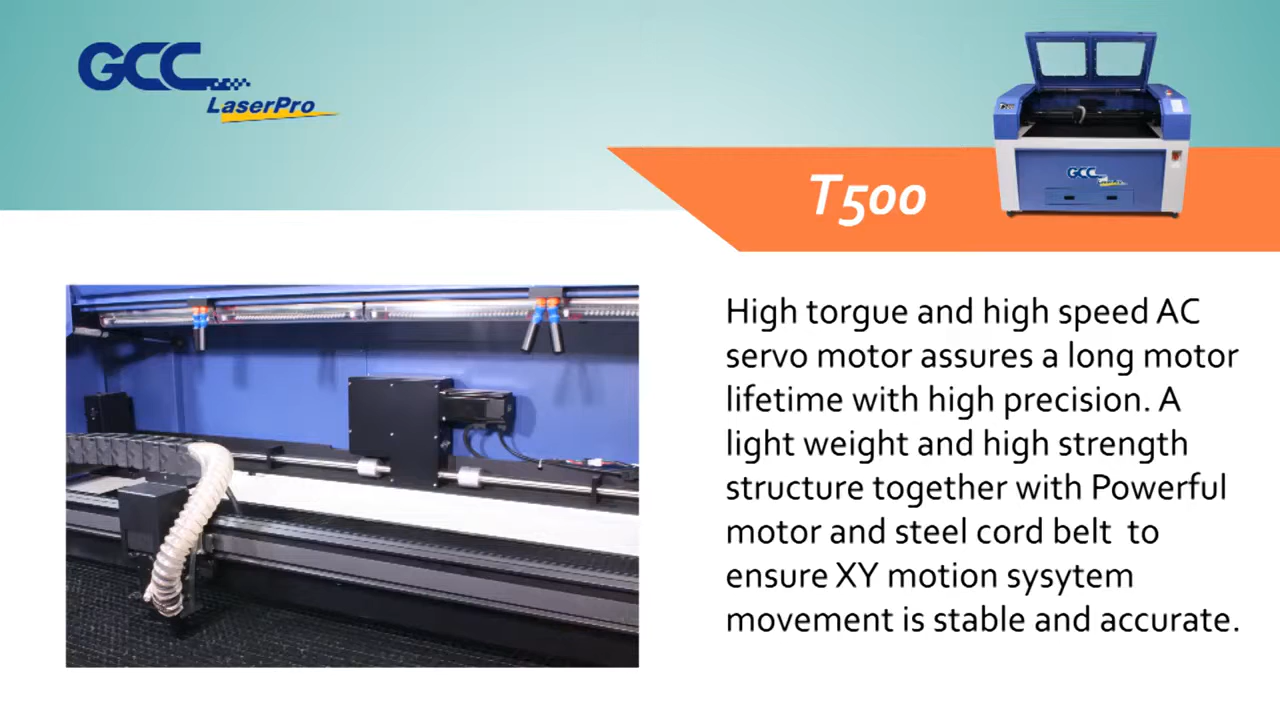 GCC
LaserPro
T500
GCC
High torgue and high speed AC
servo motor assures a long motor
lifetime with high precision. A
light weight and high strength
structure together with Powerful
motor and steel cord belt to
ensure XY motion sysytem
movement is stable and accurate.